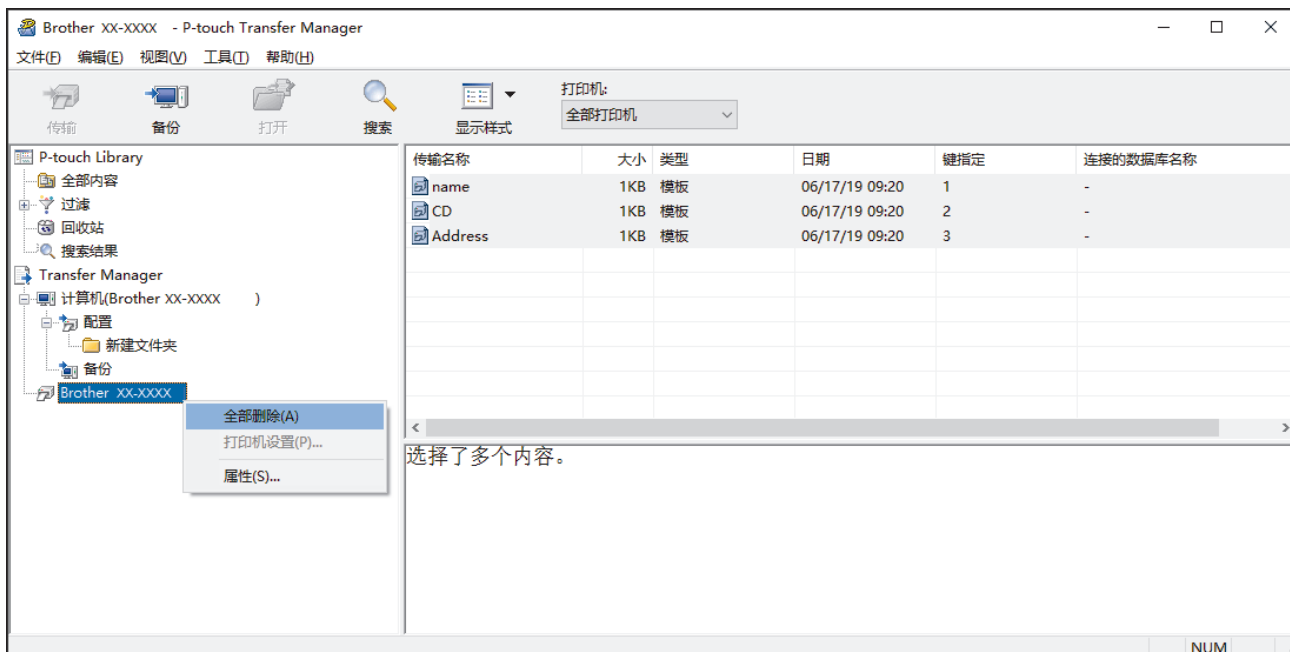 Brother XX-XXXX - P-touch Transfer Manager
文件(F) 编辑(E) 视图(V) 工具(T) 帮助(H)
传输 备份 打开 搜索 显示样式
打印机:
全部打印机
P-touch Library
全部内容
过滤
回收站
搜索结果
Transfer Manager
计算机(Brother XX-XXXX )
配置
新建文件夹
备份
Brother XX-XXXX
全部删除(A)
打印机设置(P)...
属性(S)...
传输名称 大小 类型 日期 键指定 连接的数据库名称
name 1KB 模板 06/17/19 09:20 1 -
CD 1KB 模板 06/17/19 09:20 2 -
Address 1KB 模板 06/17/19 09:20 3 -
选择了多个内容。
NUM